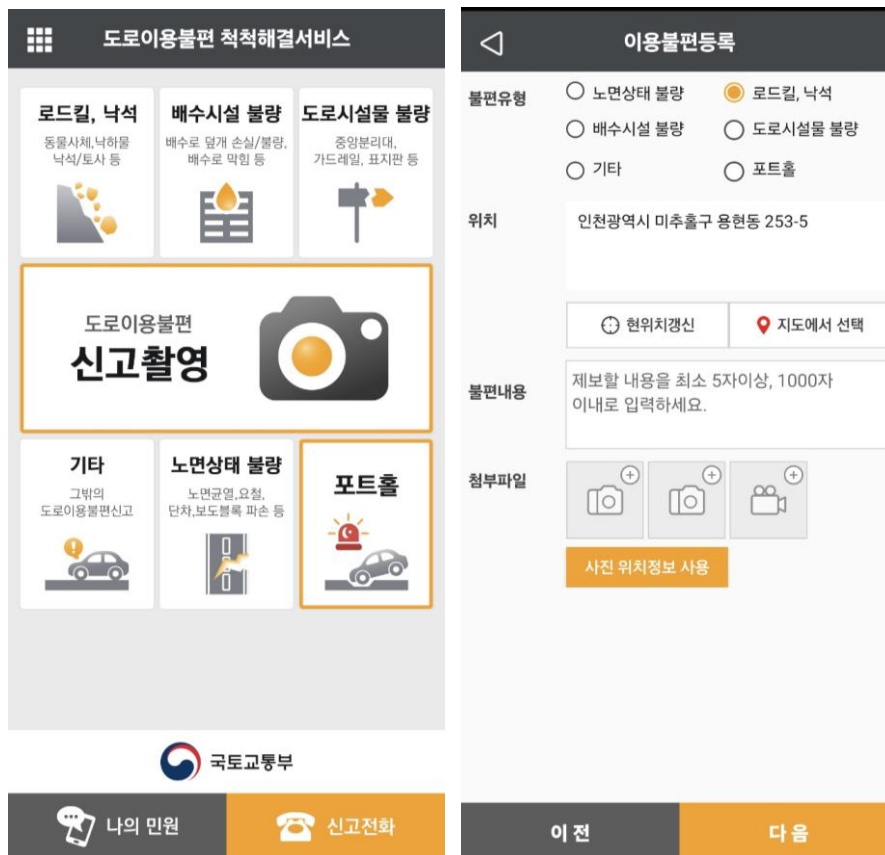 도로이용불편 척척해결서비스
로드킬, 낙석
동물사체,낙하물
낙석/토사 등
배수시설 불량
배수로 덮개 손실/불량,
배수로 막힘 등
도로시설물 불량
중앙분리대,
가드레일, 표지판 등
도로이용불편
신고촬영
기타
그밖의
도로이용불편신고
노면상태 불량
노면균열,요철,
단차,보도블록 파손 등
포트홀
국토교통부
나의 민원
신고전화
이용불편등록
불편유형
노면상태 불량
로드킬, 낙석
배수시설 불량
도로시설물 불량
기타
포트홀
위치
인천광역시 미추홀구 용현동 253-5
현위치갱신
지도에서 선택
불편내용
제보할 내용을 최소 5자이상, 1000자
이내로 입력하세요.
첨부파일
사진 위치정보 사용
이 전
다 음